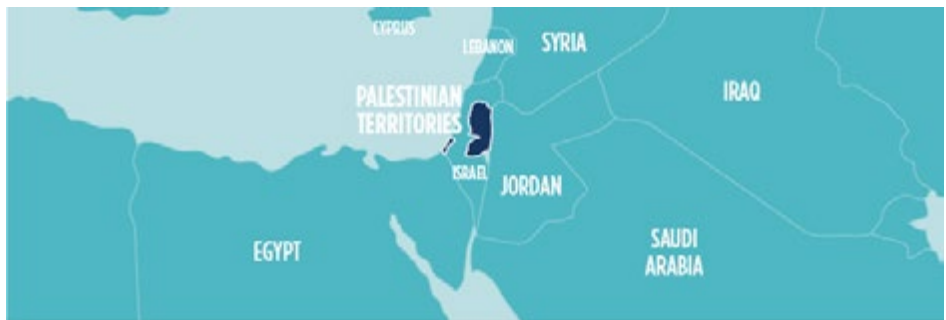 CYPRUS
LEBANON
SYRIA
IRAQ
PALESTINIAN
TERRITORIES
ISRAEL
JORDAN
EGYPT
SAUDI
ARABIA